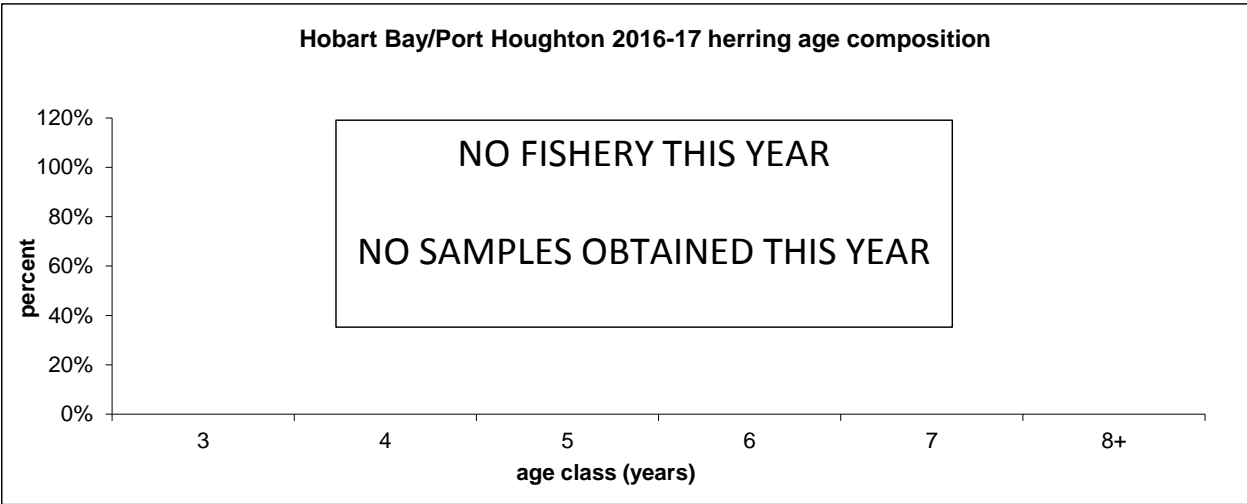 Hobart Bay/Port Houghton 2016-17 herring age composition
120%
100%
80%
60%
40%
20%
0%
percent
NO FISHERY THIS YEAR
NO SAMPLES OBTAINED THIS YEAR
3 4 5 6 7 8+
age class (years)